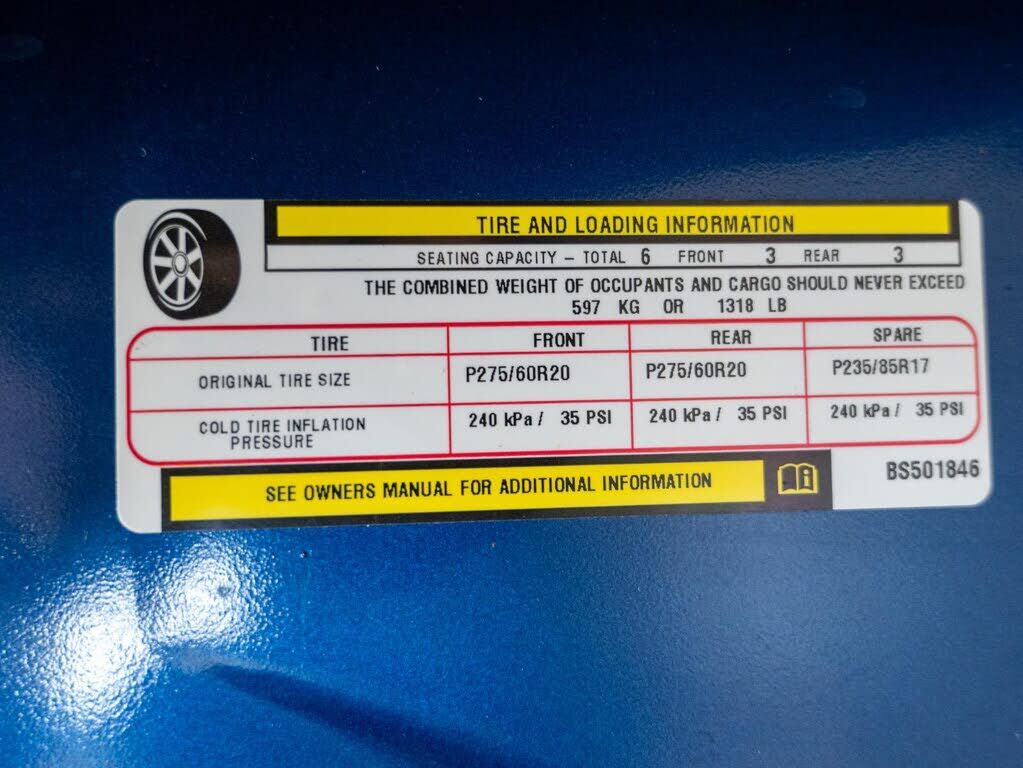 TIRE AND LOADING INFORMATION
SEATING CAPACITY – TOTAL 6 FRONT 3 REAR 3
THE COMBINED WEIGHT OF OCCUPANTS AND CARGO SHOULD NEVER EXCEED
597 KG OR 1318 LB
TIRE FRONT REAR SPARE
ORIGINAL TIRE SIZE P275/60R20 P275/60R20 P235/85R17
COLD TIRE INFLATION PRESSURE 240 kPa / 35 PSI 240 kPa / 35 PSI 240 kPa / 35 PSI
SEE OWNERS MANUAL FOR ADDITIONAL INFORMATION
BS501846